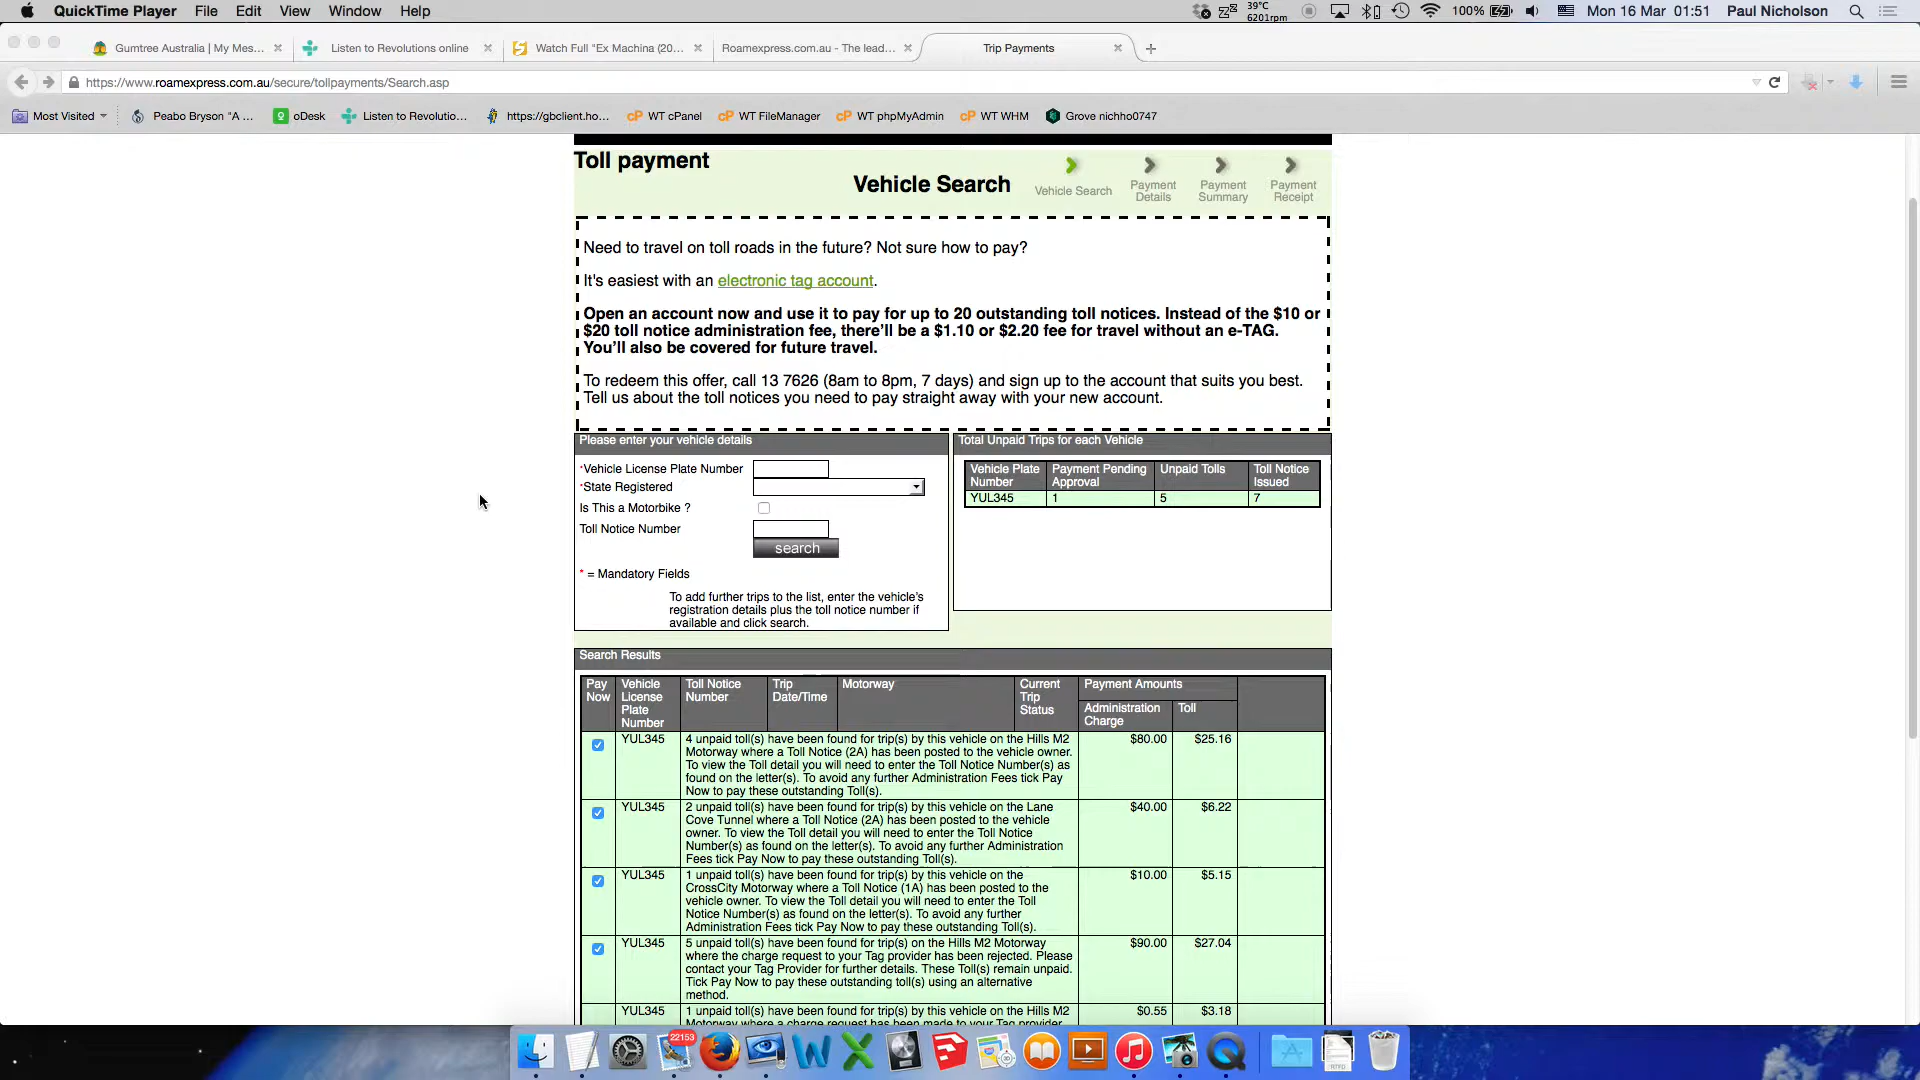 QuickTime Player File Edit View Window Help 39°C 6201rpm 100% Mon 16 Mar 01:51 Paul Nicholson
Gumtree Australia | My Mes... Listen to Revolutions online Watch Full "Ex Machina (20... Roamexpress.com.au - The lead... Trip Payments
https://www.roamexpress.com.au/secure/tollpayments/Search.asp
Most Visited Peabo Bryson "A ... oDesk Listen to Revolutio... https://gbclient.ho... WT cPanel WT FileManager WT phpMyAdmin WT WHM Grove nichho0747
Toll payment
Vehicle Search
Vehicle Search
Payment Details
Payment Summary
Payment Receipt
Need to travel on toll roads in the future? Not sure how to pay?
It's easiest with an electronic tag account.
Open an account now and use it to pay for up to 20 outstanding toll notices. Instead of the $10 or
$20 toll notice administration fee, there'll be a $1.10 or $2.20 fee for travel without an e-TAG.
You'll also be covered for future travel.
To redeem this offer, call 13 7626 (8am to 8pm, 7 days) and sign up to the account that suits you best.
Tell us about the toll notices you need to pay straight away with your new account.
Please enter your vehicle details
*Vehicle License Plate Number
*State Registered
Is This a Motorbike ?
Toll Notice Number
search
* = Mandatory Fields
To add further trips to the list, enter the vehicle's
registration details plus the toll notice number if
available and click search.
Total Unpaid Trips for each Vehicle
Vehicle Plate Number Payment Pending Approval Unpaid Tolls Toll Notice Issued
YUL345 1 5 7
Search Results
Pay Now Vehicle License Plate Number Toll Notice Number Trip Date/Time Motorway Current Trip Status Payment Amounts
Administration Charge Toll
YUL345 4 unpaid toll(s) have been found for trip(s) by this vehicle on the Hills M2 $80.00 $25.16
Motorway where a Toll Notice (2A) has been posted to the vehicle owner.
To view the Toll detail you will need to enter the Toll Notice Number(s) as
found on the letter(s). To avoid any further Administration Fees tick Pay
Now to pay these outstanding Toll(s).
YUL345 2 unpaid toll(s) have been found for trip(s) by this vehicle on the Lane $40.00 $6.22
Cove Tunnel where a Toll Notice (2A) has been posted to the vehicle
owner. To view the Toll detail you will need to enter the Toll Notice
Number(s) as found on the letter(s). To avoid any further Administration
Fees tick Pay Now to pay these outstanding Toll(s).
YUL345 1 unpaid toll(s) have been found for trip(s) by this vehicle on the $10.00 $5.15
CrossCity Motorway where a Toll Notice (1A) has been posted to the
vehicle owner. To view the Toll detail you will need to enter the Toll
Notice Number(s) as found on the letter(s). To avoid any further
Administration Fees tick Pay Now to pay these outstanding Toll(s).
YUL345 5 unpaid toll(s) have been found for trip(s) on the Hills M2 Motorway $90.00 $27.04
where the charge request to your Tag provider has been rejected. Please
contact your Tag Provider for further details. These Toll(s) remain unpaid.
Tick Pay Now to pay these outstanding toll(s) using an alternative
method.
YUL345 1 unpaid toll(s) have been found for trip(s) by this vehicle on the Hills M2 $0.55 $3.18
Motorway where a charge request has been made to your Tag provider
22153